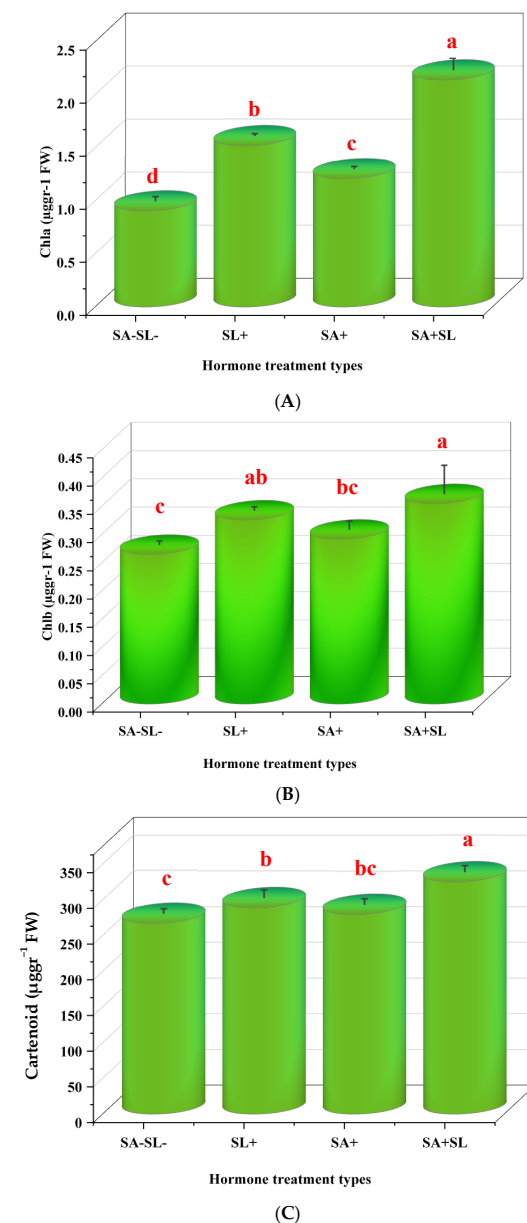 2.5
2.0
1.5
1.0
0.5
0.0
Chla (µggr-1 FW)
d
b
c
a
SA-SL-
SL+
SA+
SA+SL
Hormone treatment types
(A)
0.45
0.40
0.35
0.30
0.25
0.20
0.15
0.10
0.05
0.00
Chlb (µggr-1 FW)
c
ab
bc
a
SA-SL-
SL+
SA+
SA+SL
Hormone treatment types
(B)
350
300
250
200
150
100
50
0
Cartenoid (µggr⁻¹ FW)
c
b
bc
a
SA-SL-
SL+
SA+
SA+SL
Hormone treatment types
(C)